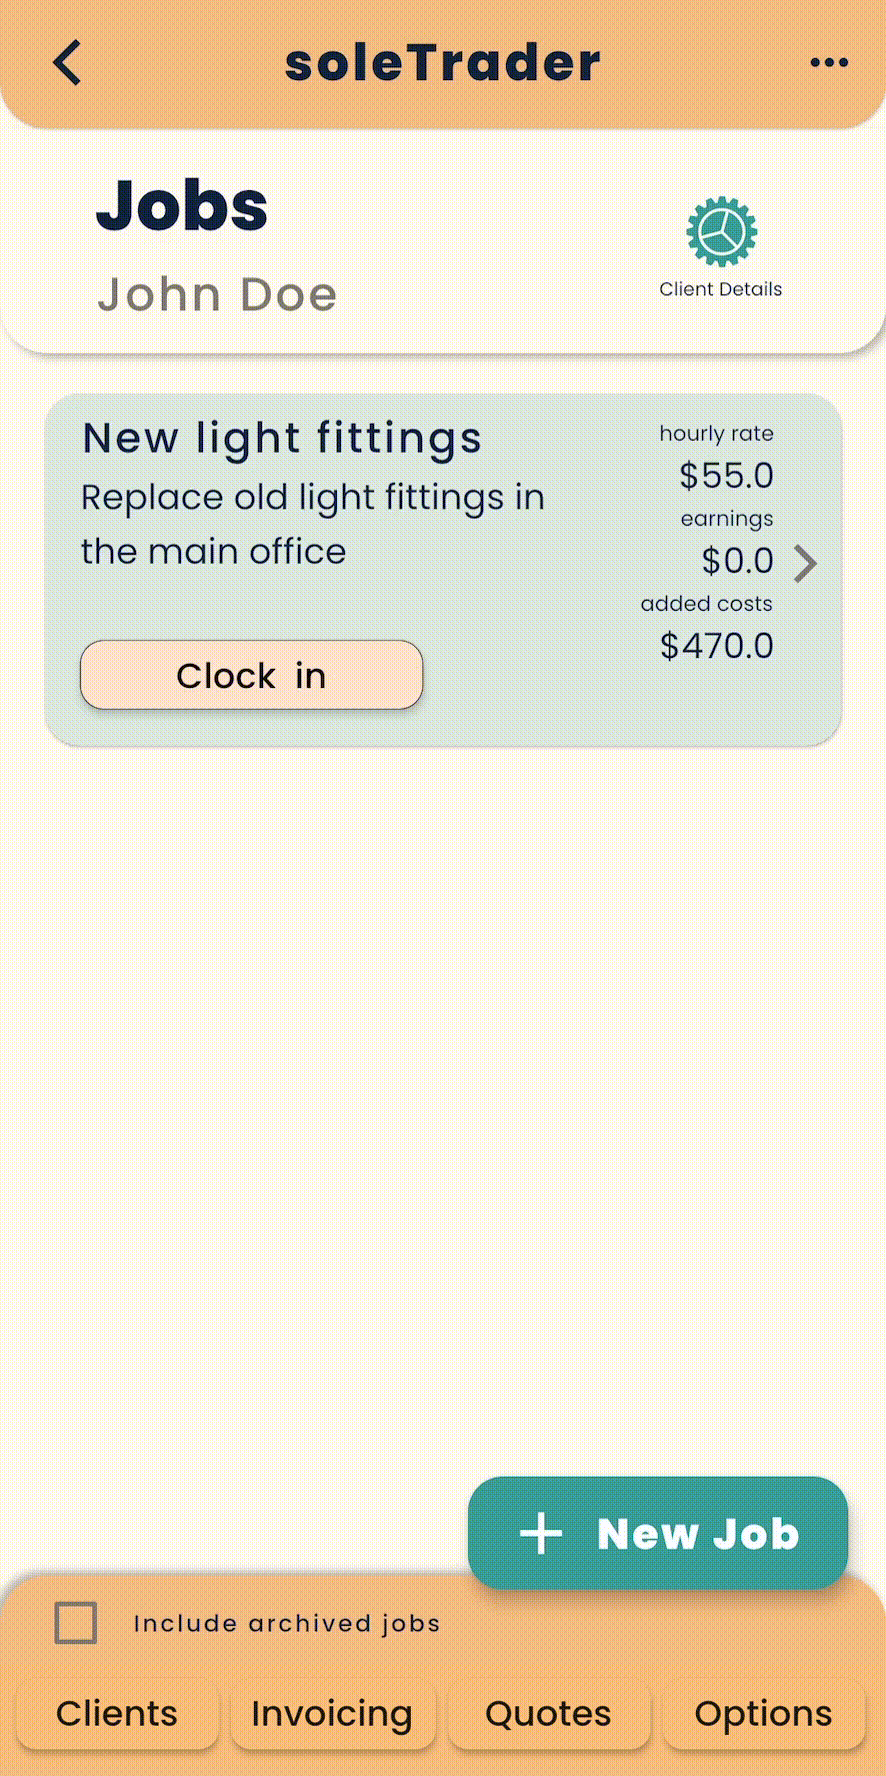 soleTrader
Jobs
John Doe
Client Details
New light fittings
Replace old light fittings in
the main office
hourly rate
$55.0
earnings
$0.0
added costs
$470.0
Clock in
New Job
Include archived jobs
Clients
Invoicing
Quotes
Options